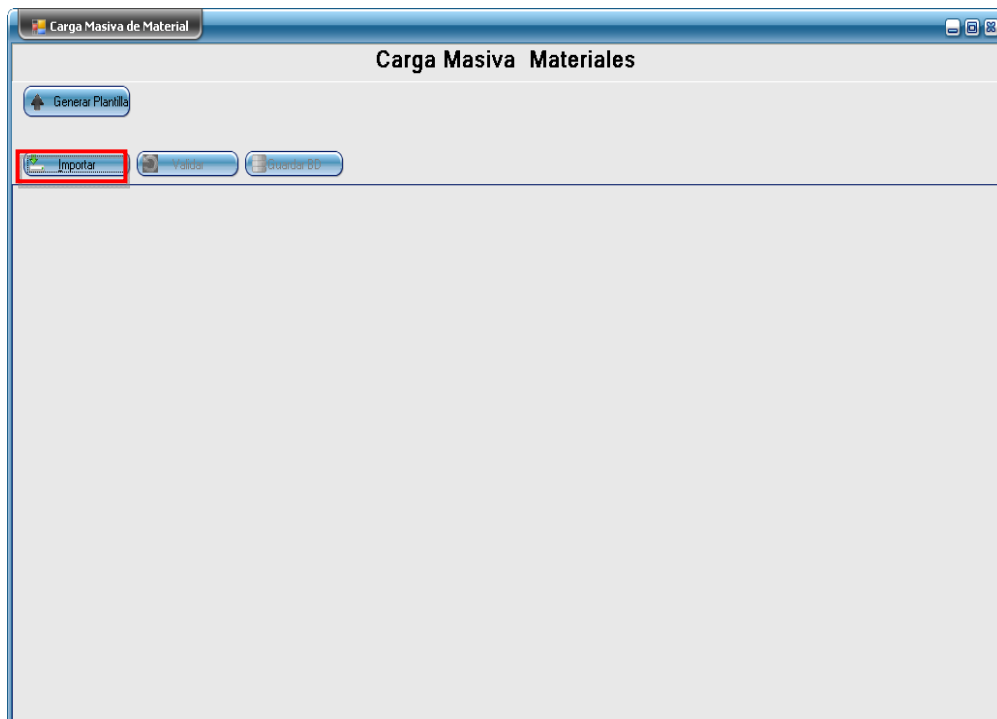 Carga Masiva de Material
Carga Masiva Materiales
Generar Plantilla
Importar Validar Guardar BD